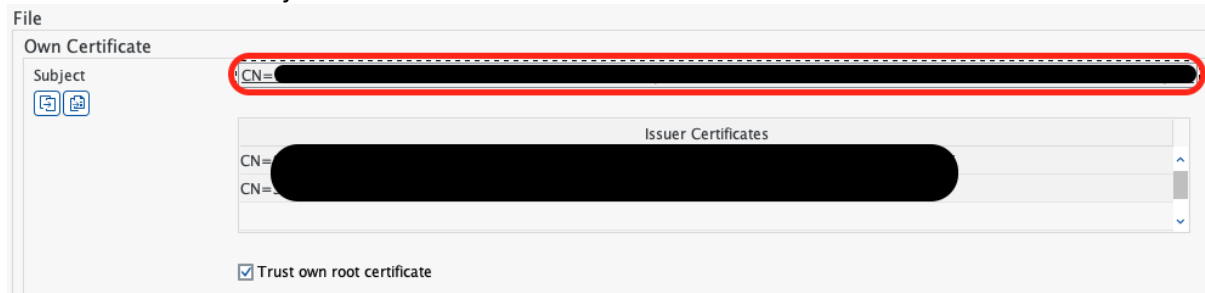 File
Own Certificate
Subject
CN=
Issuer Certificates
CN=
CN=
Trust own root certificate